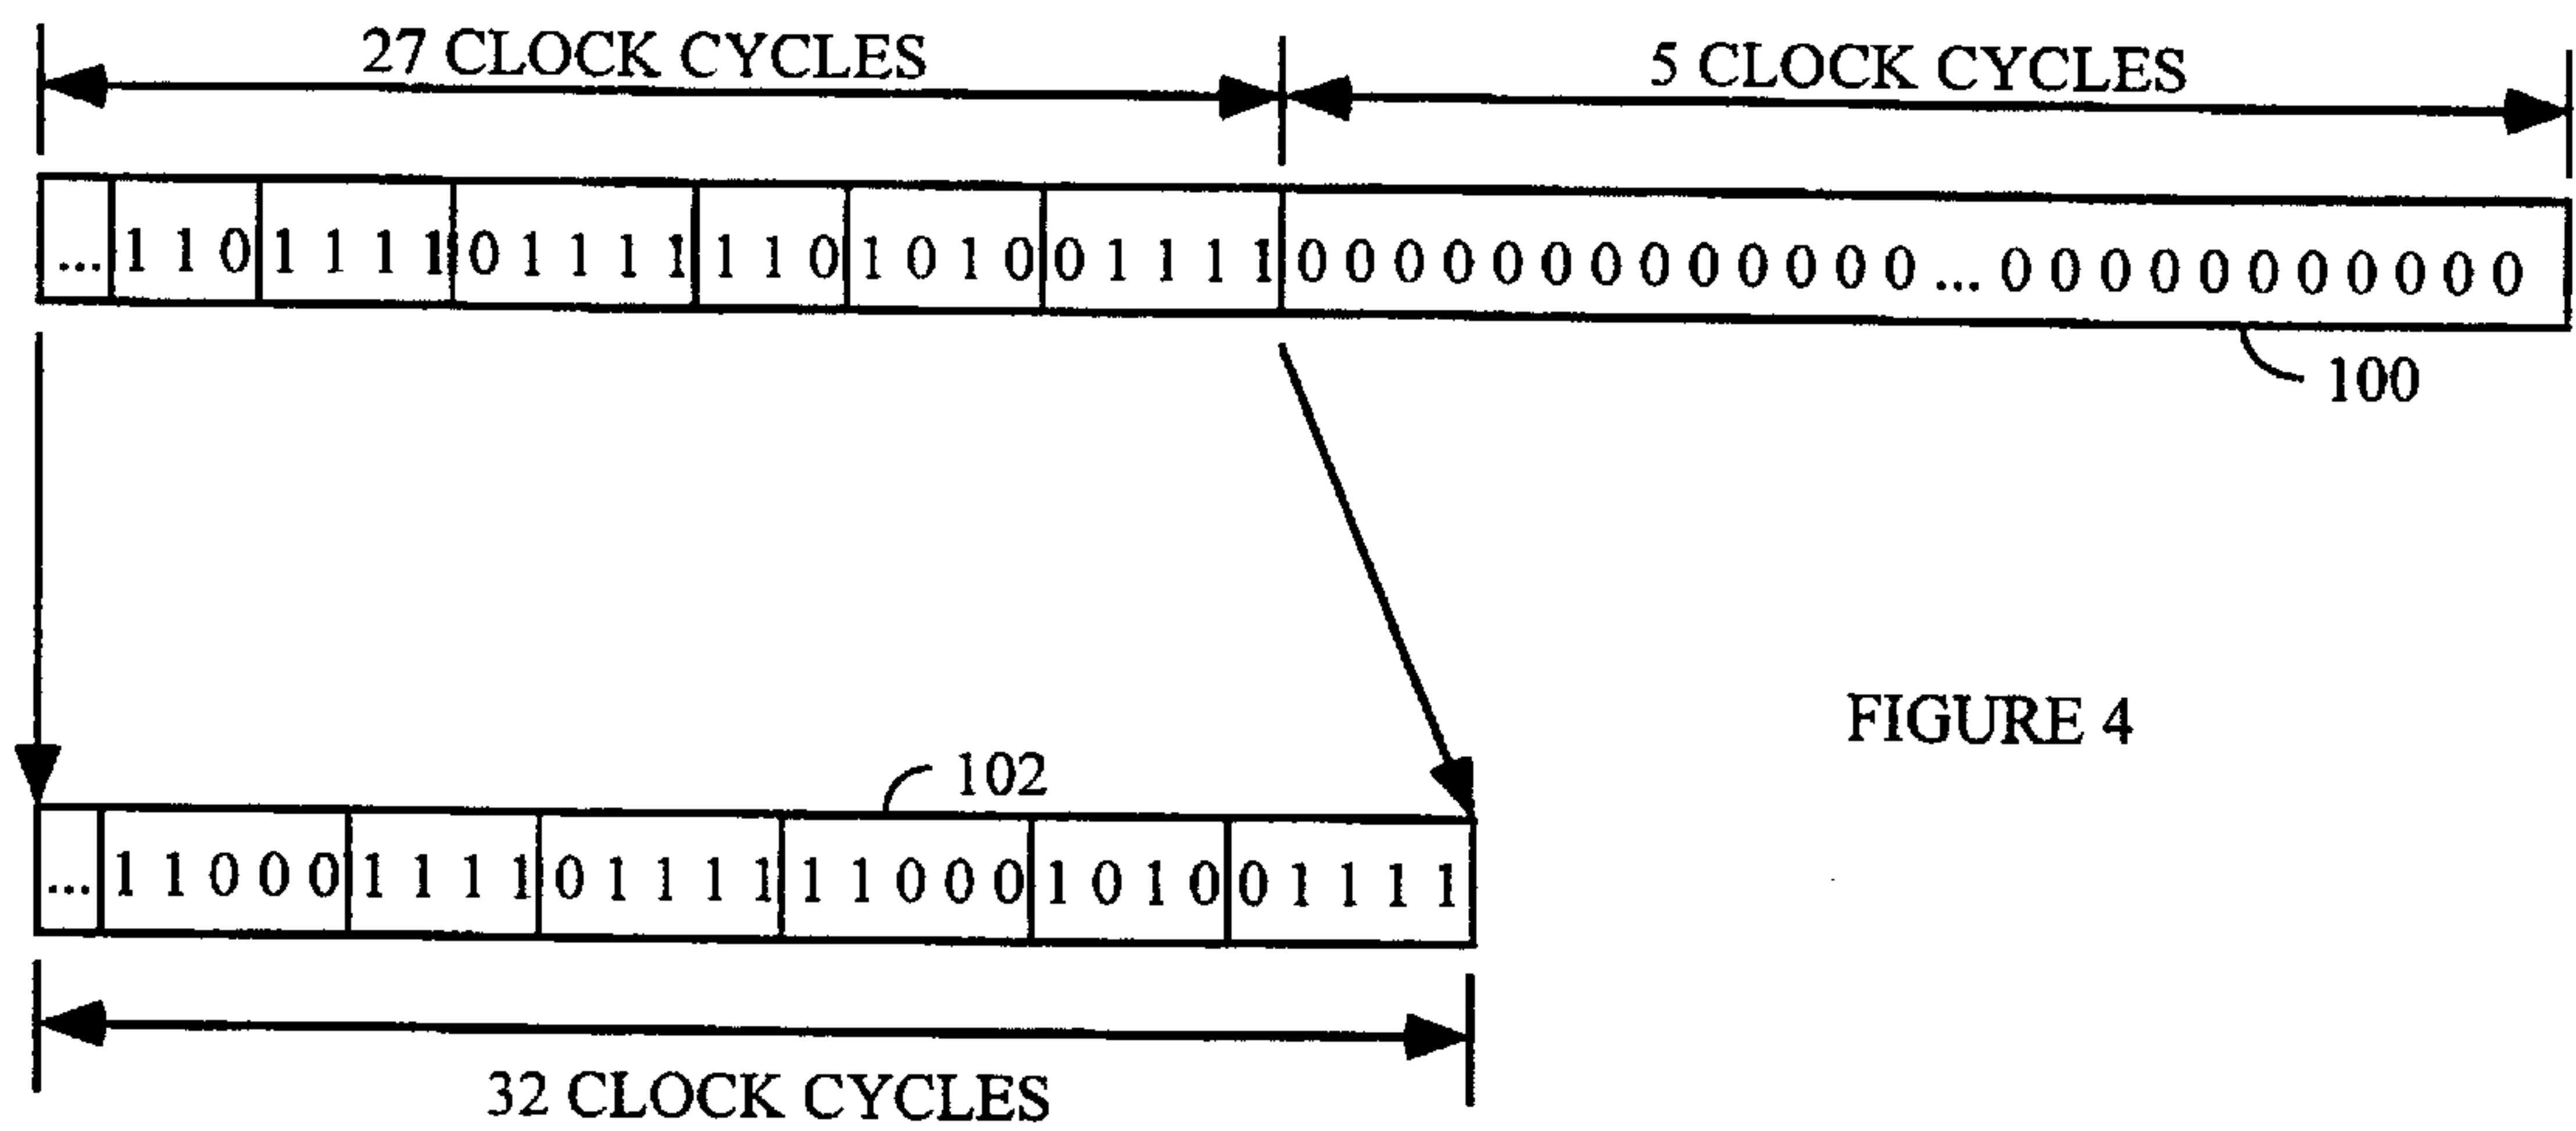 27 CLOCK CYCLES 5 CLOCK CYCLES
... 1 1 0 1 1 1 1 0 1 1 1 1 1 1 0 1 0 1 0 0 1 1 1 1 0 0 0 0 0 0 0 0 0 0 0 0 0 ... 0 0 0 0 0 0 0 0 0 0 0
100
FIGURE 4
102
... 1 1 0 0 0 1 1 1 1 0 1 1 1 1 1 1 0 0 0 1 0 1 0 0 1 1 1 1
32 CLOCK CYCLES